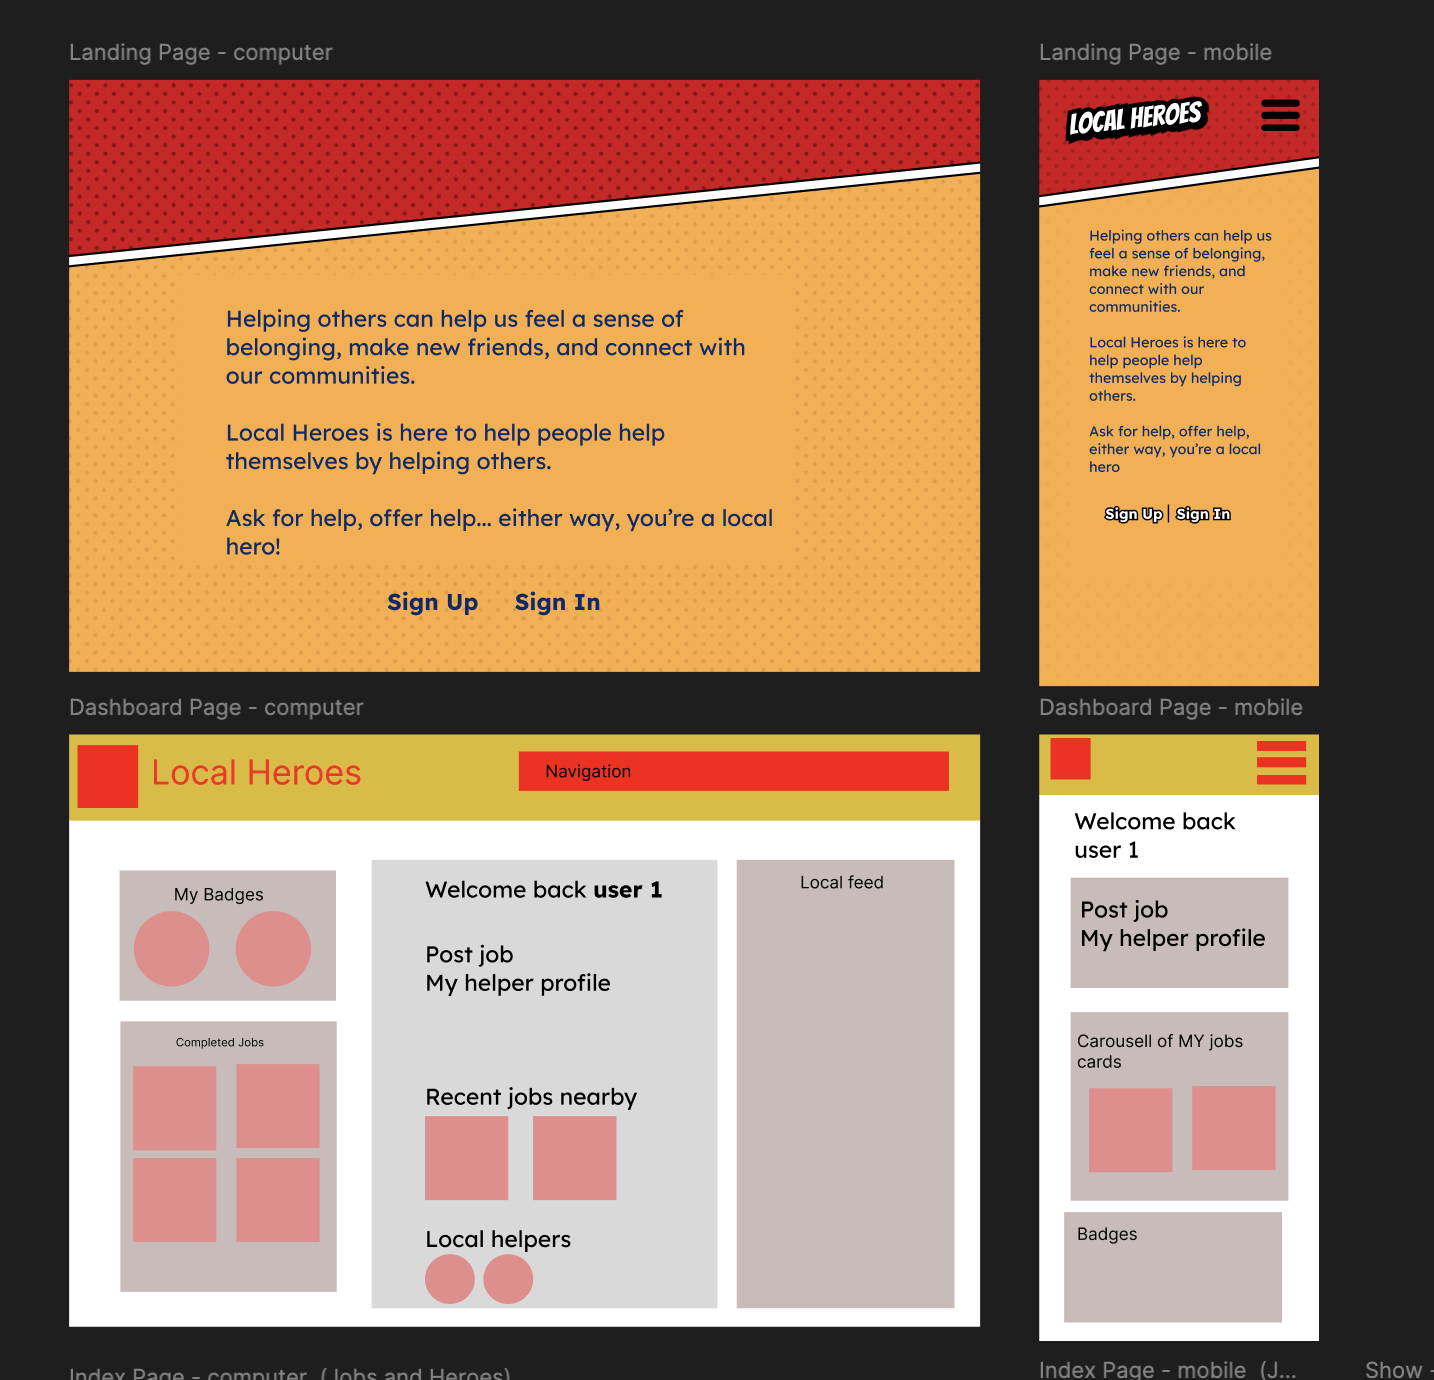 Landing Page - computer
Helping others can help us feel a sense of
belonging, make new friends, and connect with
our communities.
Local Heroes is here to help people help
themselves by helping others.
Ask for help, offer help... either way, you're a local
hero!
Sign Up Sign In
Landing Page - mobile
LOCAL HEROES
Helping others can help us
feel a sense of belonging,
make new friends, and
connect with our
communities.
Local Heroes is here to
help people help
themselves by helping
others.
Ask for help, offer help,
either way, you're a local
hero
Sign Up | Sign In
Dashboard Page - computer
Local Heroes
Navigation
My Badges
Completed Jobs
Welcome back user 1
Post job
My helper profile
Recent jobs nearby
Local helpers
Local feed
Dashboard Page - mobile
Welcome back
user 1
Post job
My helper profile
Carousell of MY jobs
cards
Badges
Index Page - computer (Jobs and Heroes)
Index Page - mobile (J...
Show -